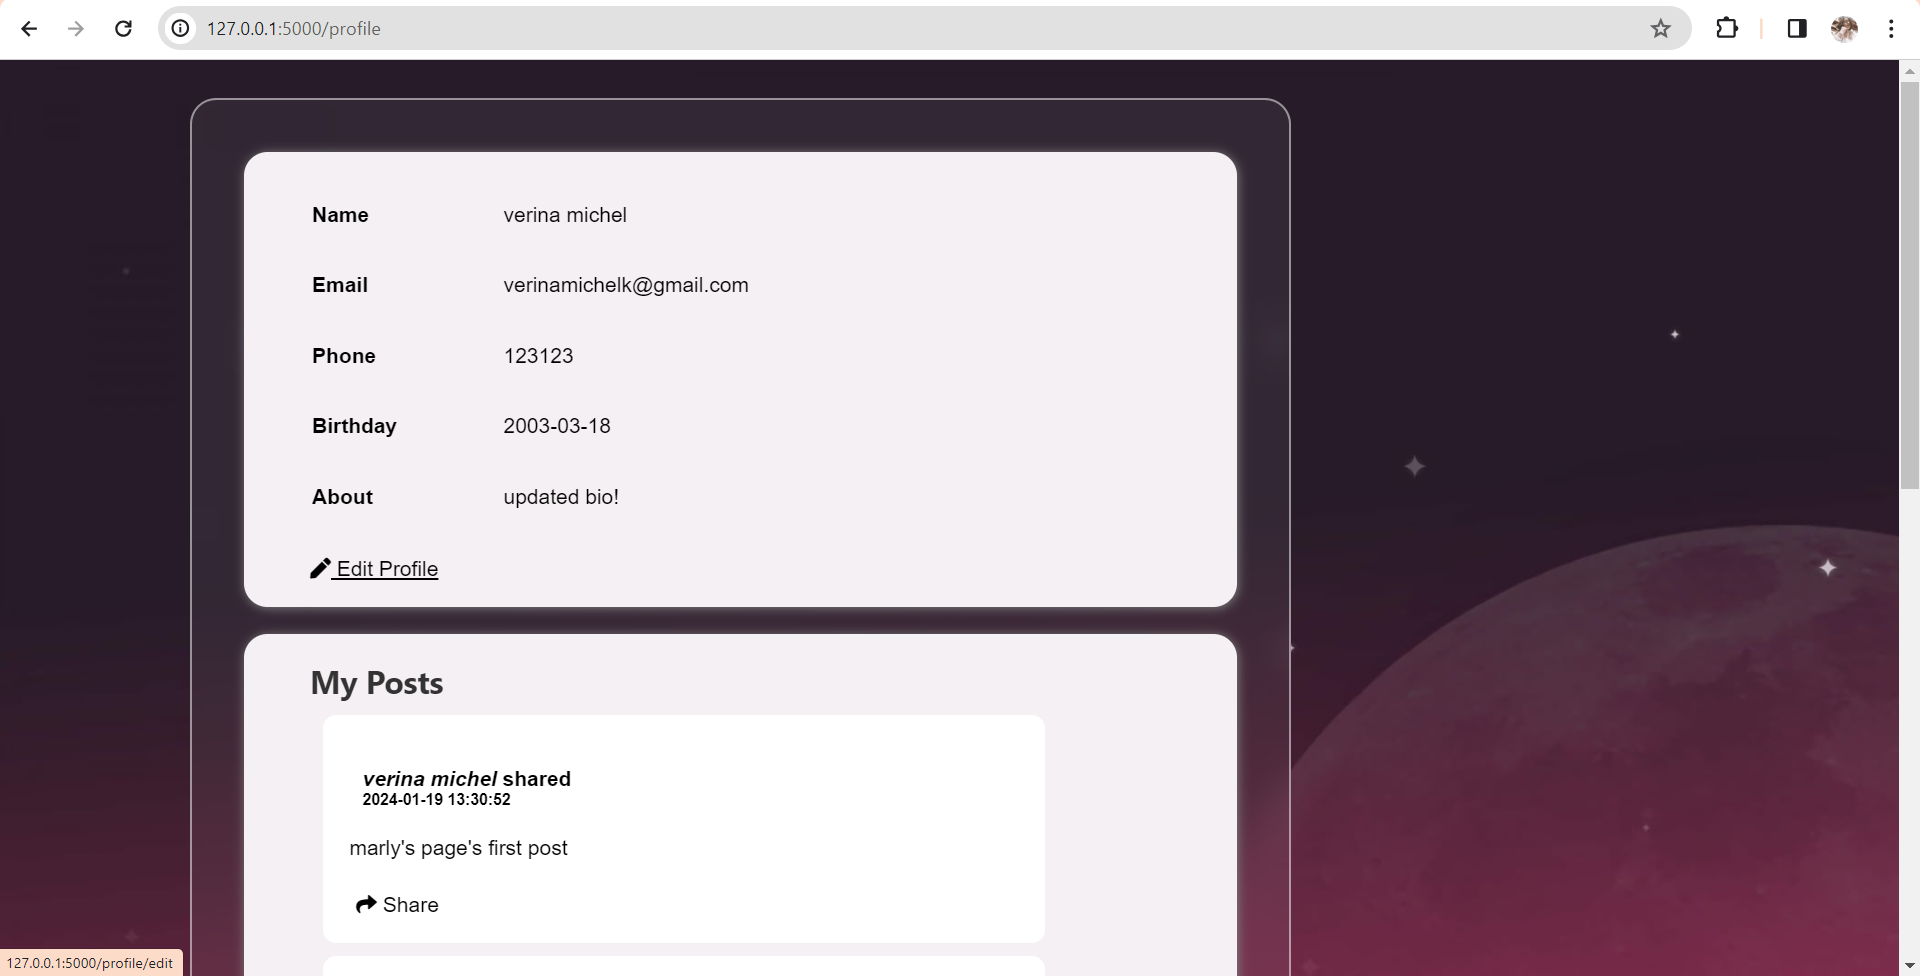 127.0.0.1:5000/profile
Name verina michel
Email verinamichelk@gmail.com
Phone 123123
Birthday 2003-03-18
About updated bio!
Edit Profile
My Posts
verina michel shared
2024-01-19 13:30:52
marly's page's first post
Share
127.0.0.1:5000/profile/edit